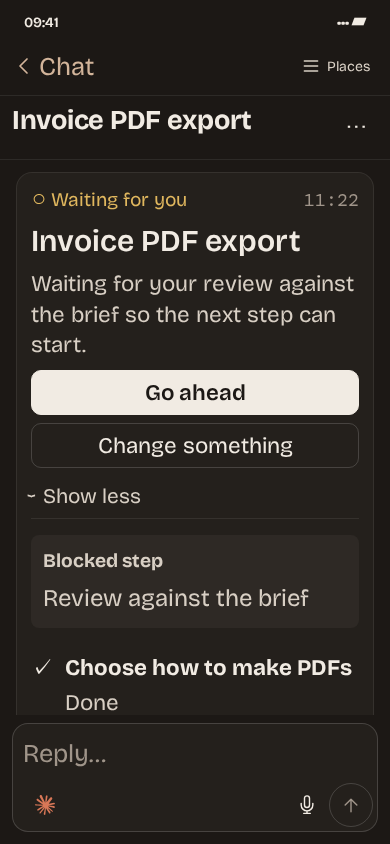 09:41
Chat
Places
Invoice PDF export
...
Waiting for you
11:22
Invoice PDF export
Waiting for your review against
the brief so the next step can
start.
Go ahead
Change something
Show less
Blocked step
Review against the brief
✓ Choose how to make PDFs
Done
Reply...